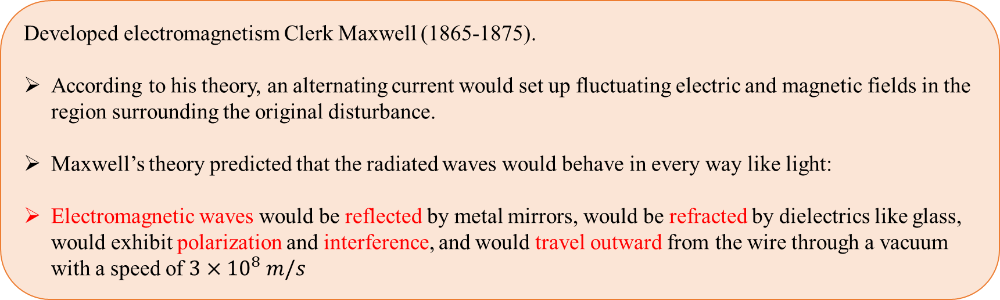 Developed electromagnetism Clerk Maxwell (1865-1875).
➢ According to his theory, an alternating current would set up fluctuating electric and magnetic fields in the
region surrounding the original disturbance.
➢ Maxwell’s theory predicted that the radiated waves would behave in every way like light:
➢ Electromagnetic waves would be reflected by metal mirrors, would be refracted by dielectrics like glass,
would exhibit polarization and interference, and would travel outward from the wire through a vacuum
with a speed of 3 × 10⁸ m/s